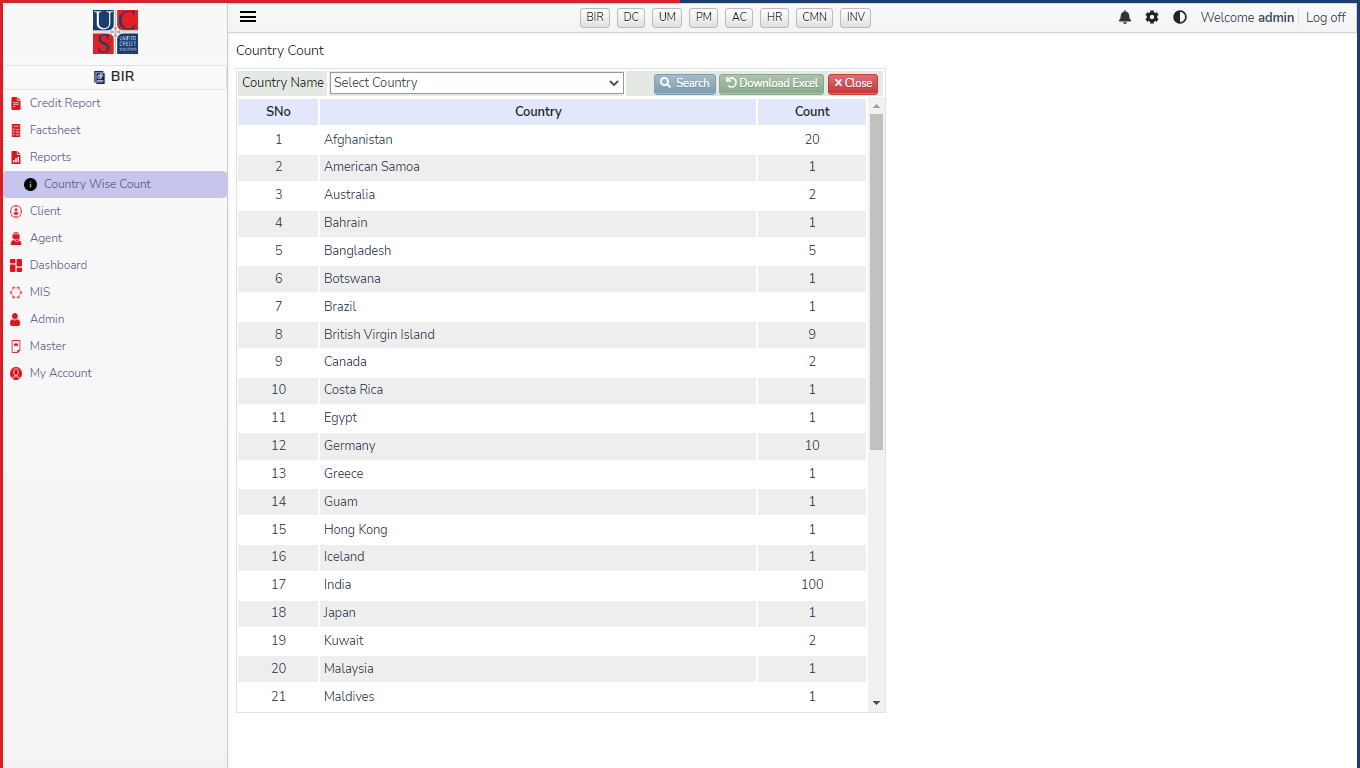 UCS
UNIFIED
CREDIT
SOLUTIONS
BIR DC UM PM AC HR CMN INV
Welcome admin Log off
BIR
Credit Report
Factsheet
Reports
Country Wise Count
Client
Agent
Dashboard
MIS
Admin
Master
My Account
Country Count
Country Name Select Country Search Download Excel Close
SNo Country Count
1 Afghanistan 20
2 American Samoa 1
3 Australia 2
4 Bahrain 1
5 Bangladesh 5
6 Botswana 1
7 Brazil 1
8 British Virgin Island 9
9 Canada 2
10 Costa Rica 1
11 Egypt 1
12 Germany 10
13 Greece 1
14 Guam 1
15 Hong Kong 1
16 Iceland 1
17 India 100
18 Japan 1
19 Kuwait 2
20 Malaysia 1
21 Maldives 1